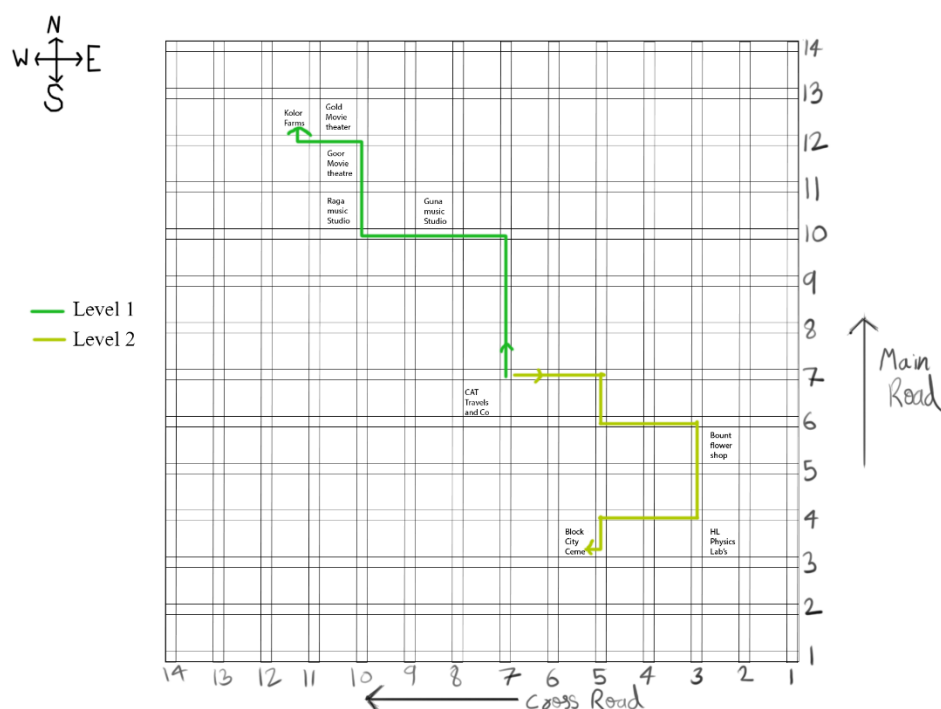 N
W E
S
14
13
Kolor
Farms
Gold
Movie
theater
12
Goor
Movie
theatre
11
Raga
music
Studio
Guna
music
Studio
10
9
Level 1
Level 2
8
7
Main
Road
CAT
Travels
and Co
6
Bount
flower
shop
5
4
Block
City
Ceme
HL
Physics
Lab's
3
2
1
14 13 12 11 10 9 8 7 6 5 4 3 2 1
Cross Road